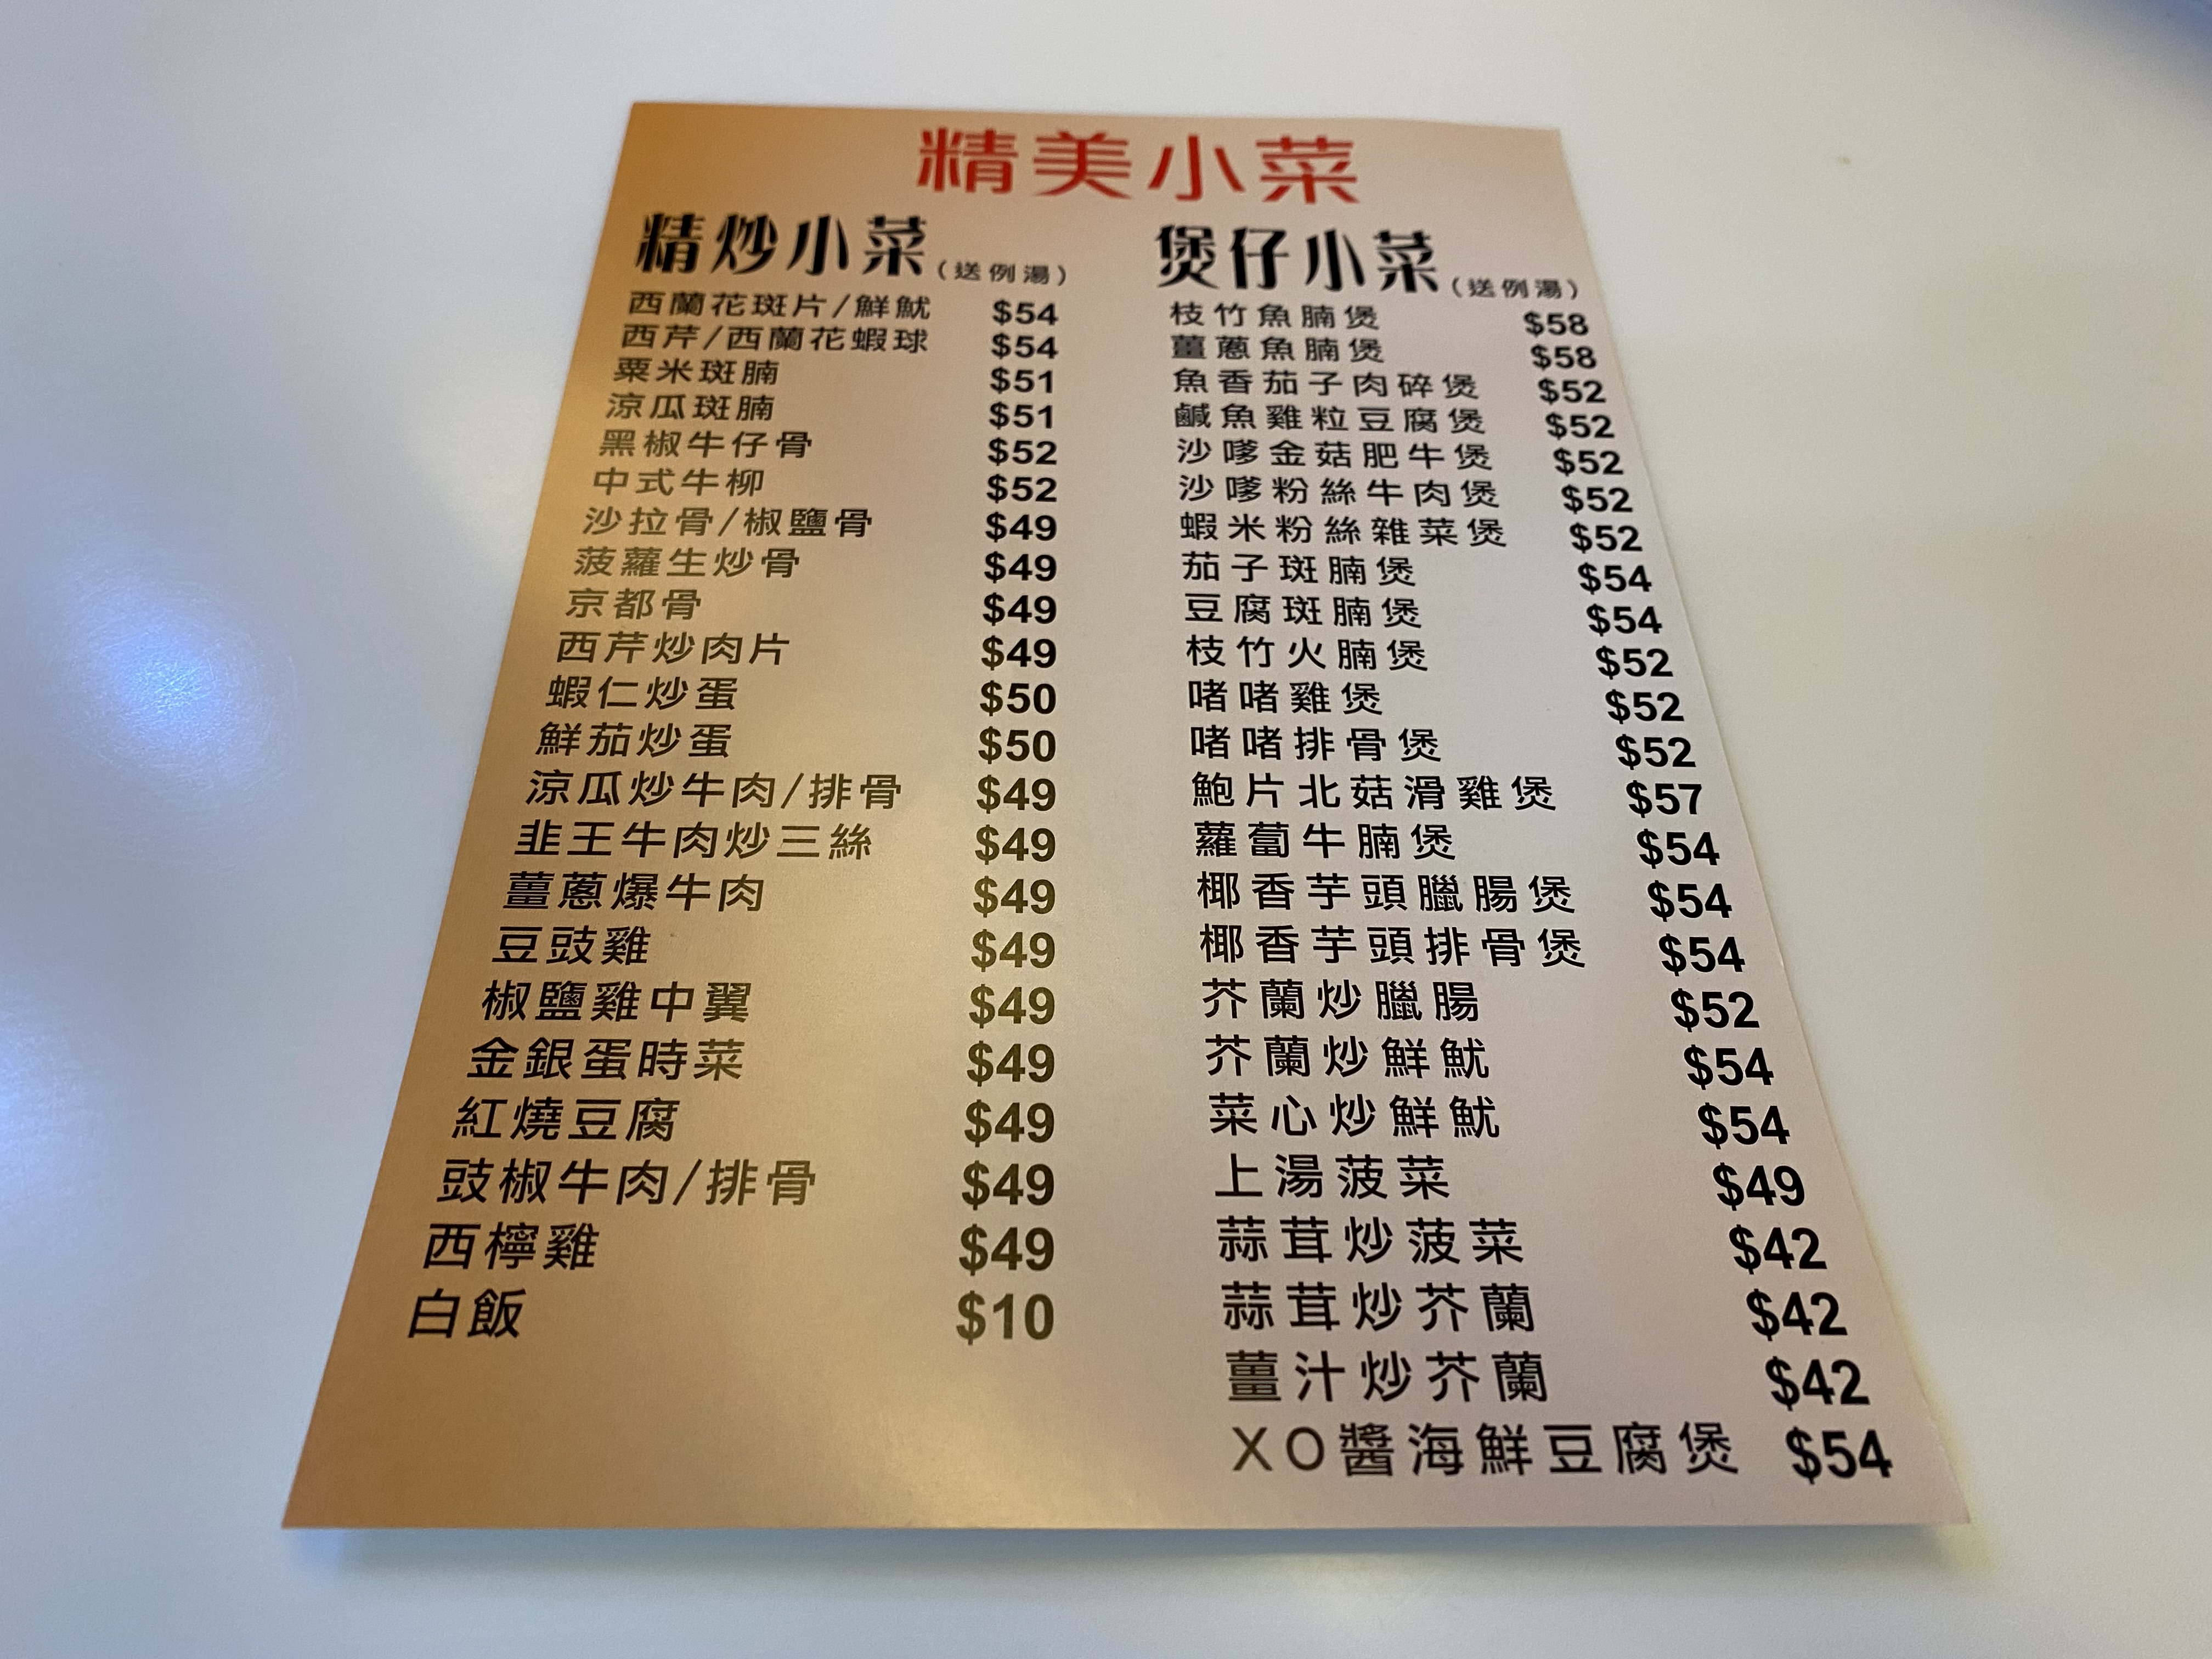 精美小菜
精炒小菜（送例湯）
西蘭花斑片/鮮魷 $54
西芹/西蘭花蝦球 $54
粟米斑腩 $51
涼瓜斑腩 $51
黑椒牛仔骨 $52
中式牛柳 $52
沙拉骨/椒鹽骨 $49
菠蘿生炒骨 $49
京都骨 $49
西芹炒肉片 $49
蝦仁炒蛋 $50
鮮茄炒蛋 $50
涼瓜炒牛肉/排骨 $49
韭王牛肉炒三絲 $49
薑蔥爆牛肉 $49
豆豉雞 $49
椒鹽雞中翼 $49
金銀蛋時菜 $49
紅燒豆腐 $49
豉椒牛肉/排骨 $49
西檸雞 $49
白飯 $10
煲仔小菜（送例湯）
枝竹魚腩煲 $58
薑蔥魚腩煲 $58
魚香茄子肉碎煲 $52
鹹魚雞粒豆腐煲 $52
沙嗲金菇肥牛煲 $52
沙嗲粉絲牛肉煲 $52
蝦米粉絲雜菜煲 $52
茄子斑腩煲 $54
豆腐斑腩煲 $54
枝竹火腩煲 $52
啫啫雞煲 $52
啫啫排骨煲 $52
鮑片北菇滑雞煲 $57
蘿蔔牛腩煲 $54
椰香芋頭臘腸煲 $54
椰香芋頭排骨煲 $54
芥蘭炒臘腸 $52
芥蘭炒鮮魷 $54
菜心炒鮮魷 $54
上湯菠菜 $49
蒜茸炒菠菜 $42
蒜茸炒芥蘭 $42
薑汁炒芥蘭 $42
XO醬海鮮豆腐煲 $54